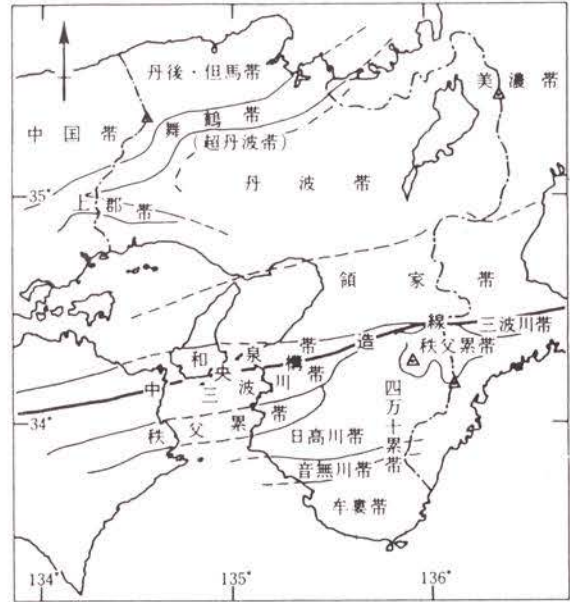 丹後・但馬帯
美濃帯
中国帯
舞鶴帯
(超丹波帯)
丹波帯
35°
上郡帯
領家帯
和泉帯
中央構造線
三波川帯
三波川帯
秩父累帯
秩父累帯
34°
四万十累帯
日高川帯
音無川帯
牟婁帯
134°
135°
136°